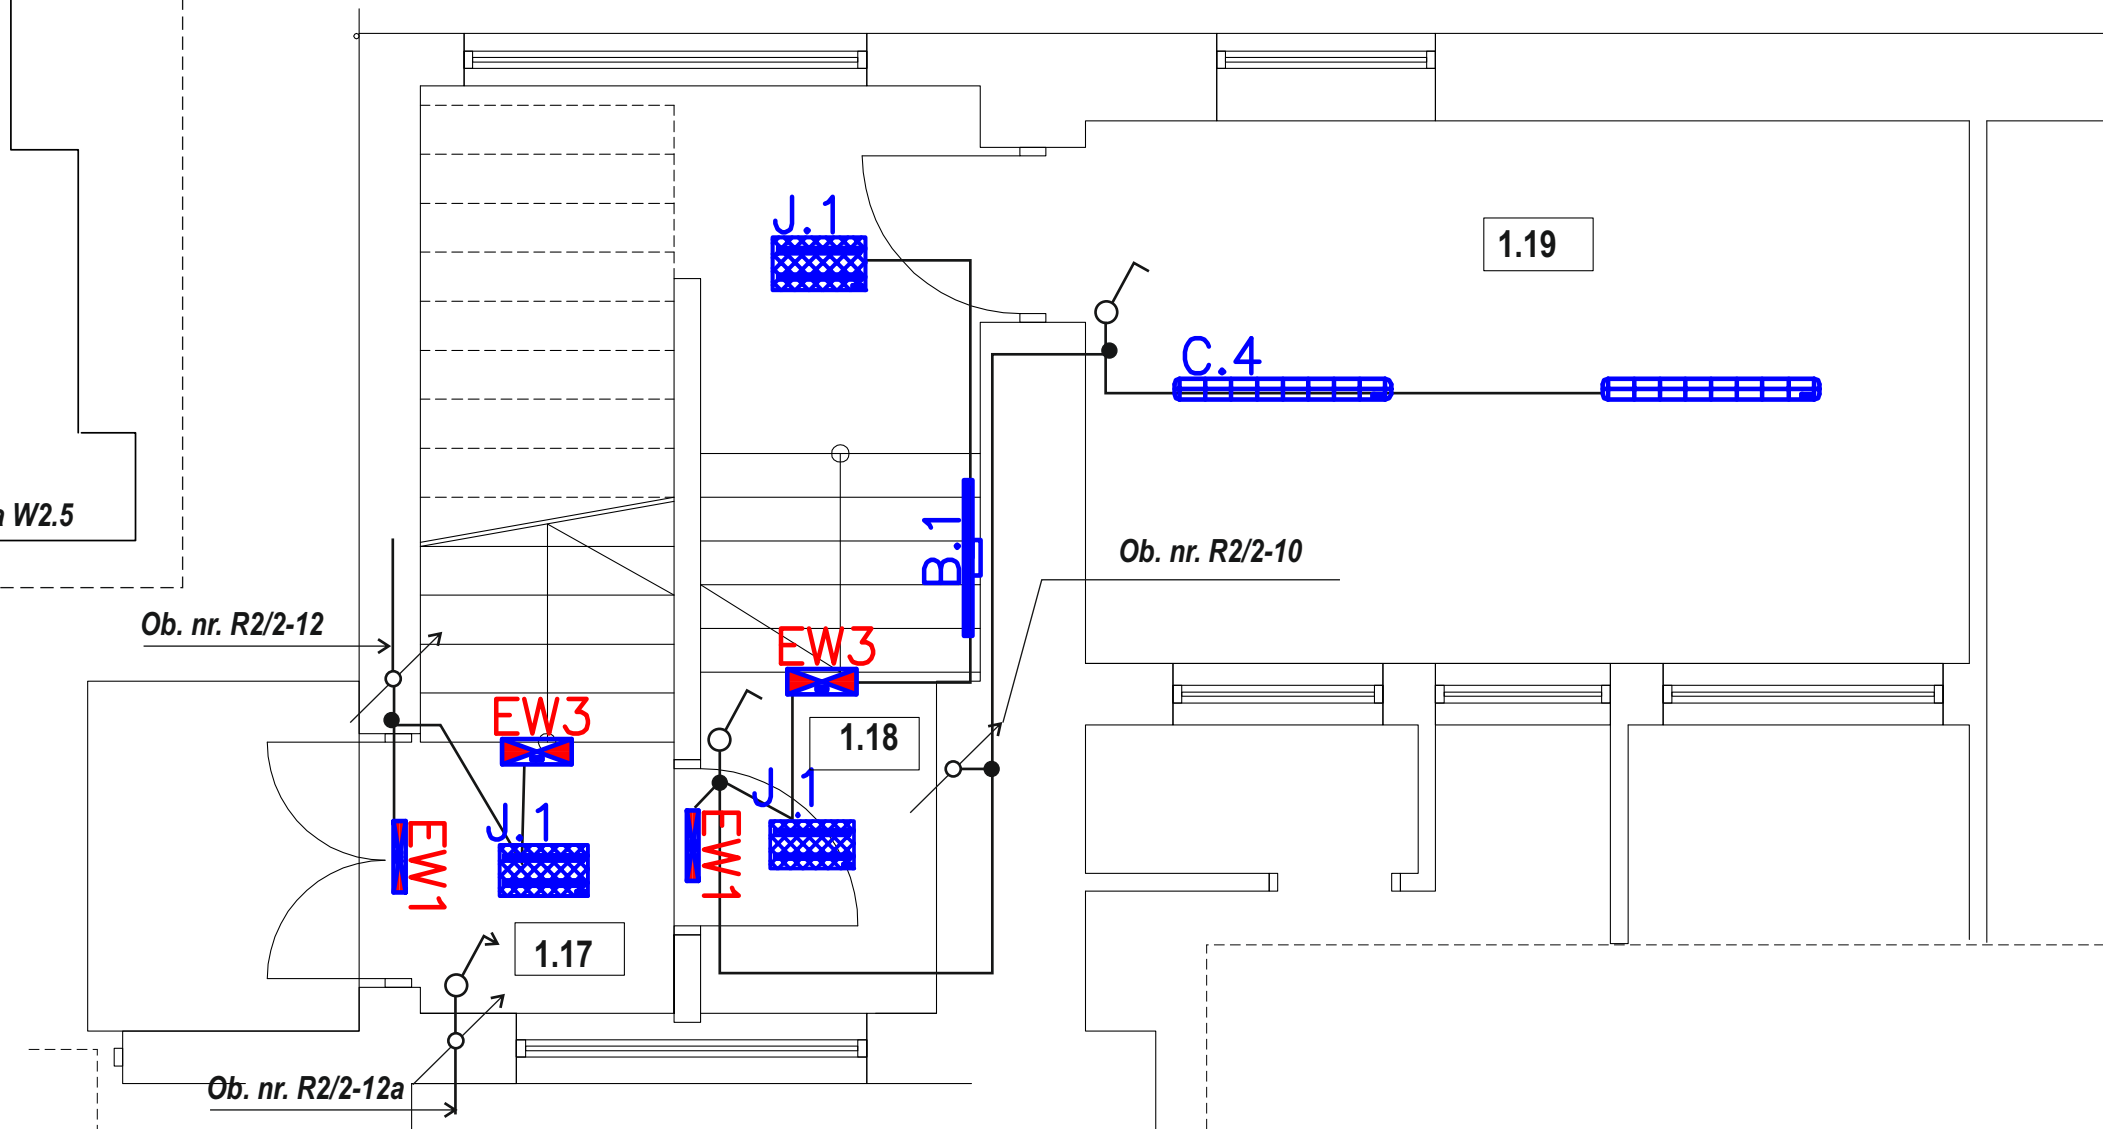 J.1
1.19
C.4
a W2.5
B.1
Ob. nr. R2/2-10
Ob. nr. R2/2-12
EW3
EW3
1.18
J.1
J.1
EW1
EW1
1.17
Ob. nr. R2/2-12a